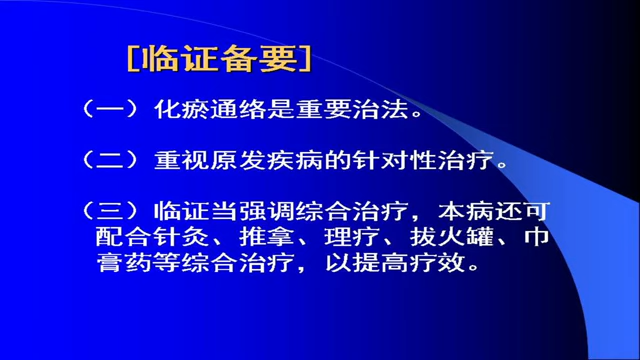 [临证备要]
（一）化瘀通络是重要治法。
（二）重视原发疾病的针对性治疗。
（三）临证当强调综合治疗，本病还可
配合针灸、推拿、理疗、拔火罐、巾
膏药等综合治疗，以提高疗效。